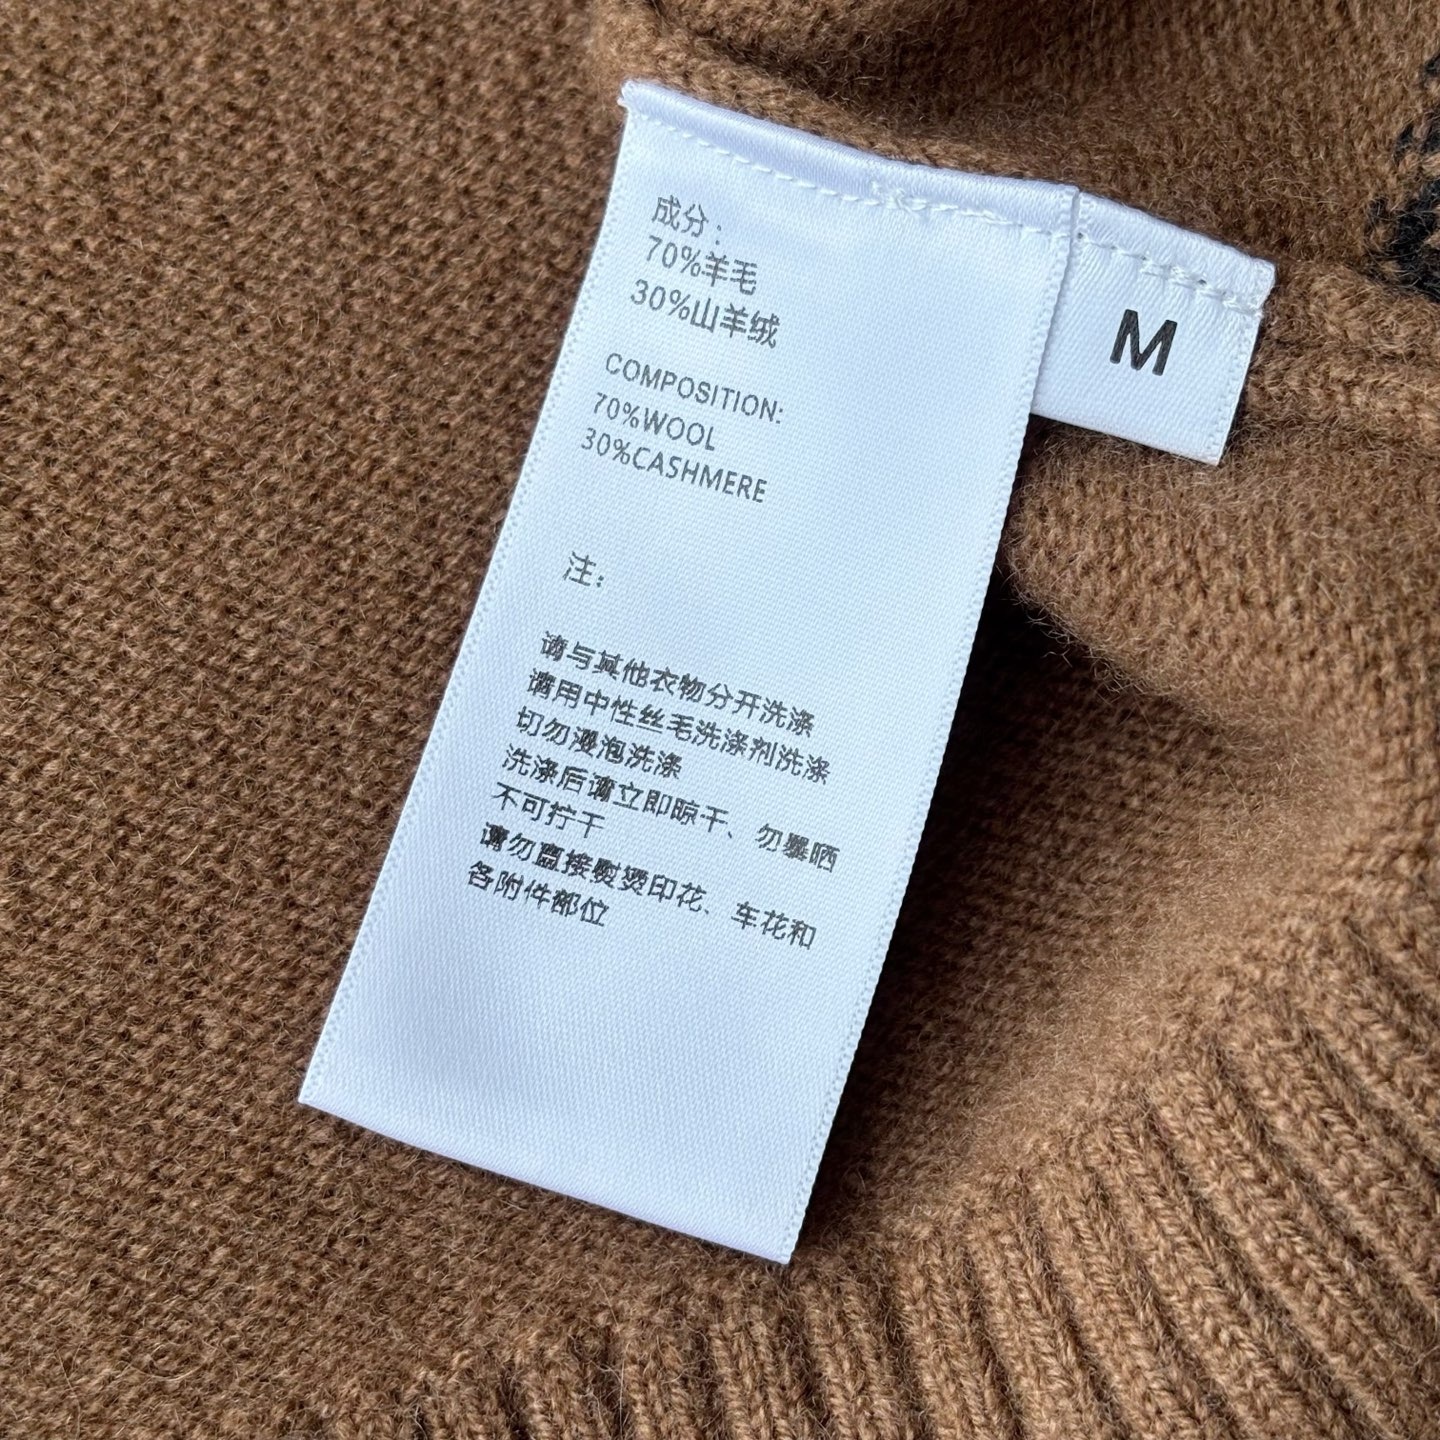 成分：
70%羊毛
30%山羊绒
COMPOSITION:
70%WOOL
30%CASHMERE
注：
请与其他衣物分开洗涤
请用中性丝毛洗涤剂洗涤
切勿浸泡洗涤
洗涤后请立即晾干、勿暴晒
不可拧干
请勿直接熨烫印花、车花和
各附件部位
M